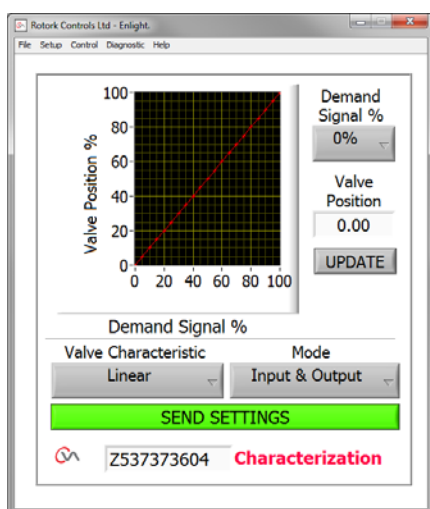 Rotork Controls Ltd - Enlight.
File Setup Control Diagnostic Help
100
80
60
40
20
0
Valve Position %
0 20 40 60 80 100
Demand Signal %
Demand
Signal %
0%
Valve
Position
0.00
UPDATE
Valve Characteristic
Linear
Mode
Input & Output
SEND SETTINGS
Z537373604
Characterization